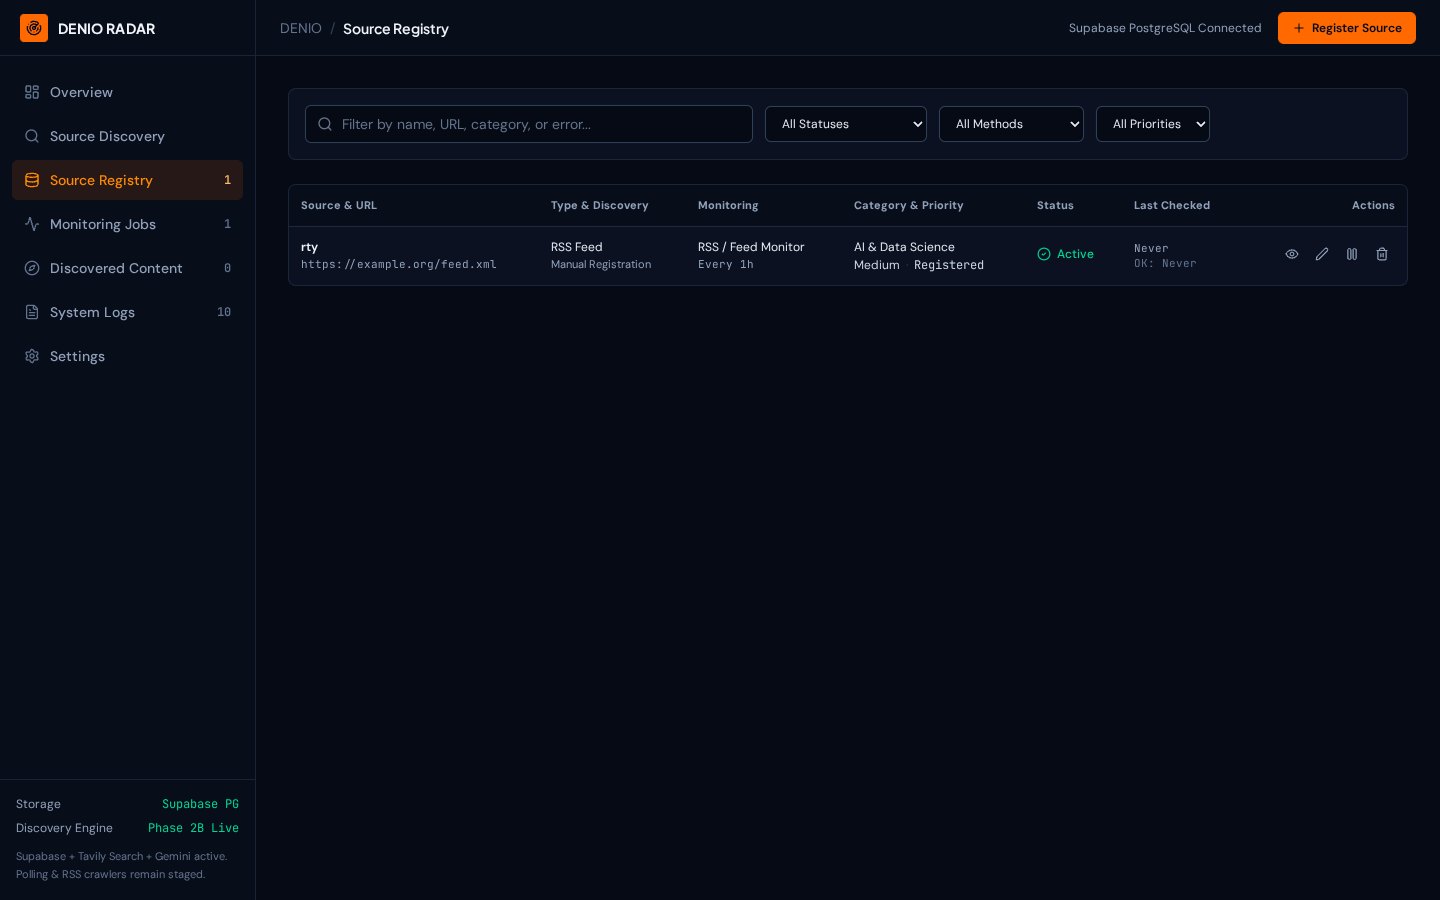 DENIO RADAR
DENIO / Source Registry
Supabase PostgreSQL Connected
+ Register Source
Overview
Source Discovery
Source Registry 1
Monitoring Jobs 1
Discovered Content 0
System Logs 10
Settings
Filter by name, URL, category, or error...
All Statuses
All Methods
All Priorities
Source & URL Type & Discovery Monitoring Category & Priority Status Last Checked Actions
rty RSS Feed RSS / Feed Monitor AI & Data Science Active Never
https://example.org/feed.xml Manual Registration Every 1h Medium · Registered OK: Never
Storage Supabase PG
Discovery Engine Phase 2B Live
Supabase + Tavily Search + Gemini active.
Polling & RSS crawlers remain staged.